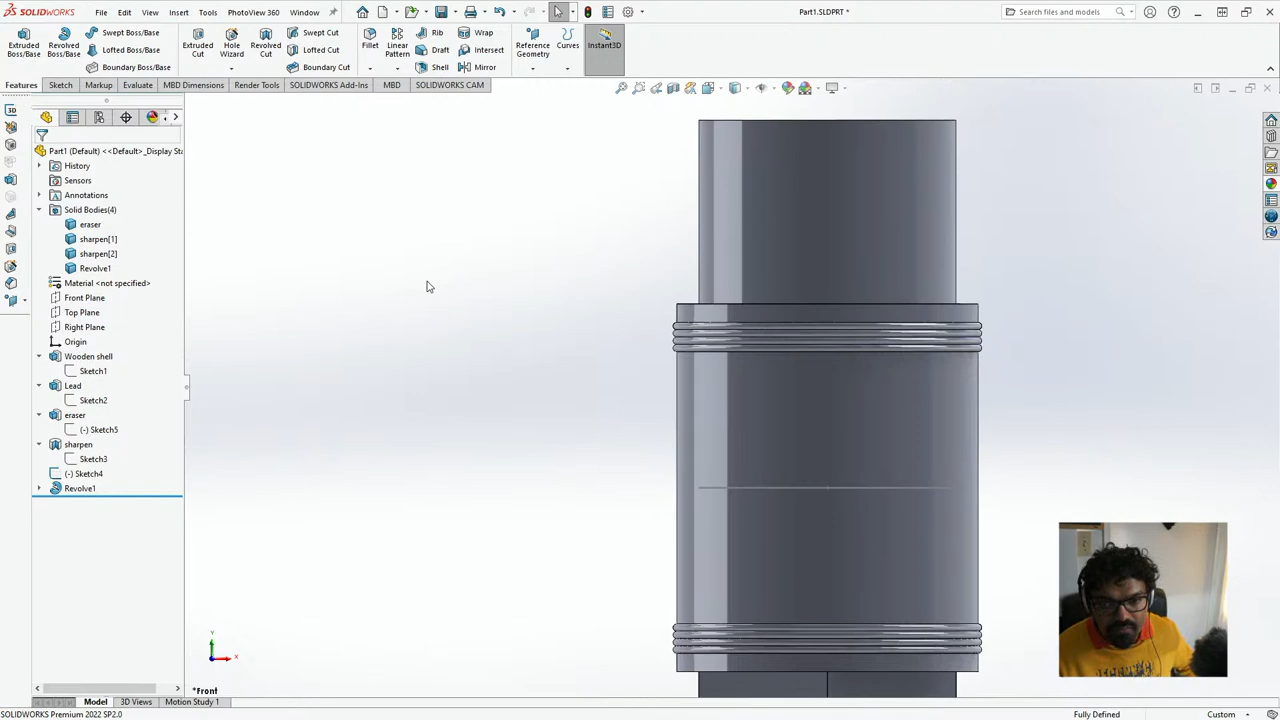 SOLIDWORKS File Edit View Insert Tools PhotoView 360 Window Part1.SLDPRT * Search files and models
Extruded Boss/Base Revolved Boss/Base Swept Boss/Base Lofted Boss/Base Boundary Boss/Base Extruded Cut Hole Wizard Revolved Cut Swept Cut Lofted Cut Boundary Cut Fillet Linear Pattern Rib Draft Shell Wrap Intersect Mirror Reference Geometry Curves Instant3D
Features Sketch Markup Evaluate MBD Dimensions Render Tools SOLIDWORKS Add-Ins MBD SOLIDWORKS CAM
Part1 (Default) <<Default>_Display Sta
History
Sensors
Annotations
Solid Bodies(4)
eraser
sharpen[1]
sharpen[2]
Revolve1
Material <not specified>
Front Plane
Top Plane
Right Plane
Origin
Wooden shell
Sketch1
Lead
Sketch2
eraser
(-) Sketch5
sharpen
Sketch3
(-) Sketch4
Revolve1
Y
X
*Front
Model 3D Views Motion Study 1
SOLIDWORKS Premium 2022 SP2.0 Fully Defined Custom